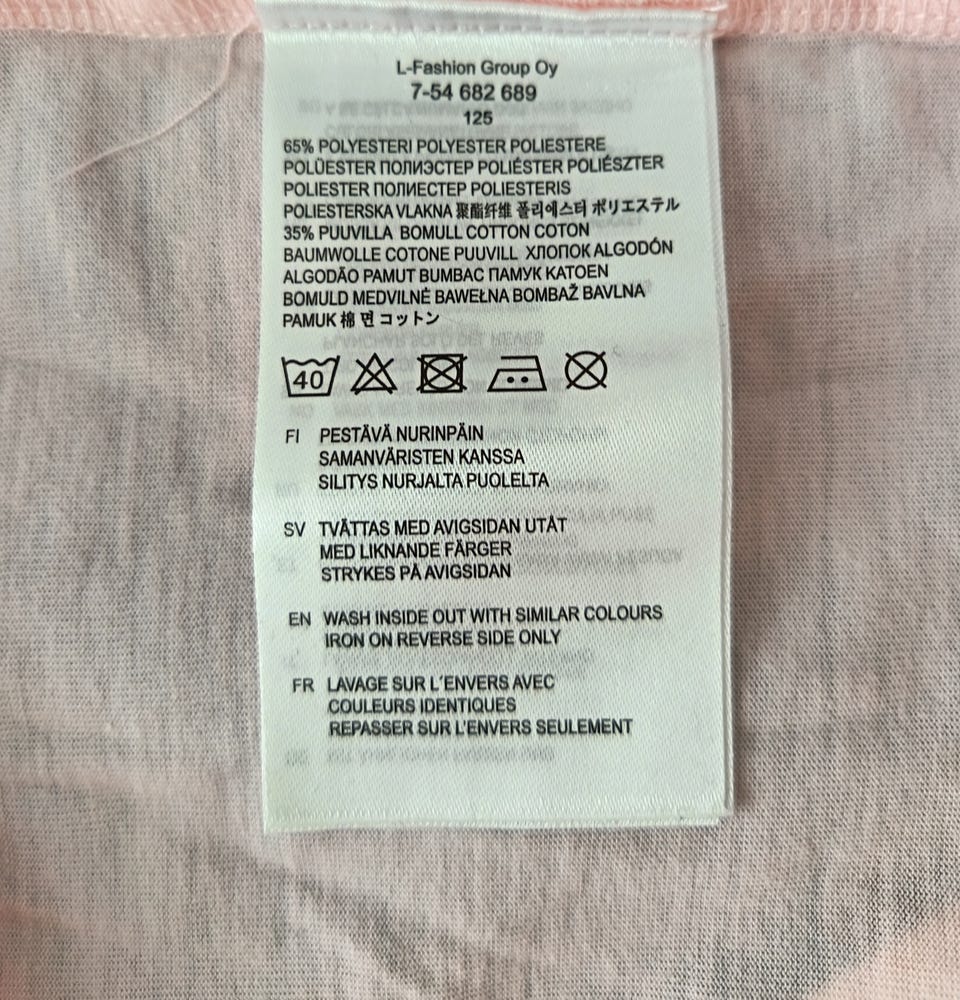 L-Fashion Group Oy
7-54 682 689
125
65% POLYESTERI POLYESTER POLIESTERE
POLÜESTER ПОЛИЭСТЕР POLIÉSTER POLIÉSZTER
POLIESTER ПОЛИЕСТЕР POLIESTERIS
POLIESTERSKA VLAKNA 聚酯纤维 폴리에스터 ポリエステル
35% PUUVILLA BOMULL COTTON COTON
BAUMWOLLE COTONE PUUVILL ХЛОПОК ALGODÓN
ALGODÃO PAMUT BUMBAC ПАМУК KATOEN
BOMULD MEDVILNĖ BAWEŁNA BOMBAŽ BAVLNA
PAMUK 棉 면 コットン
40
FI PESTÄVÄ NURINPÄIN
SAMANVÄRISTEN KANSSA
SILITYS NURJALTA PUOLELTA
SV TVÄTTAS MED AVIGSIDAN UTÅT
MED LIKNANDE FÄRGER
STRYKES PÅ AVIGSIDAN
EN WASH INSIDE OUT WITH SIMILAR COLOURS
IRON ON REVERSE SIDE ONLY
FR LAVAGE SUR L´ENVERS AVEC
COULEURS IDENTIQUES
REPASSER SUR L'ENVERS SEULEMENT